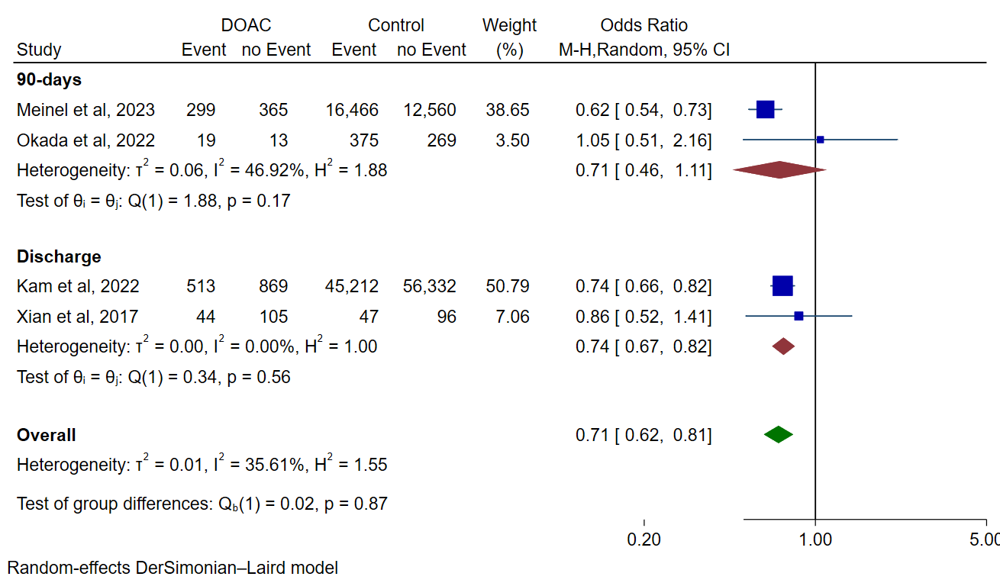 DOAC Control Weight Odds Ratio
Study Event no Event Event no Event (%) M-H,Random, 95% CI
90-days
Meinel et al, 2023 299 365 16,466 12,560 38.65 0.62 [ 0.54, 0.73]
Okada et al, 2022 19 13 375 269 3.50 1.05 [ 0.51, 2.16]
Heterogeneity: τ² = 0.06, I² = 46.92%, H² = 1.88 0.71 [ 0.46, 1.11]
Test of θᵢ = θⱼ: Q(1) = 1.88, p = 0.17
Discharge
Kam et al, 2022 513 869 45,212 56,332 50.79 0.74 [ 0.66, 0.82]
Xian et al, 2017 44 105 47 96 7.06 0.86 [ 0.52, 1.41]
Heterogeneity: τ² = 0.00, I² = 0.00%, H² = 1.00 0.74 [ 0.67, 0.82]
Test of θᵢ = θⱼ: Q(1) = 0.34, p = 0.56
Overall 0.71 [ 0.62, 0.81]
Heterogeneity: τ² = 0.01, I² = 35.61%, H² = 1.55
Test of group differences: Q_b(1) = 0.02, p = 0.87
0.20 1.00 5.00
Random-effects DerSimonian–Laird model